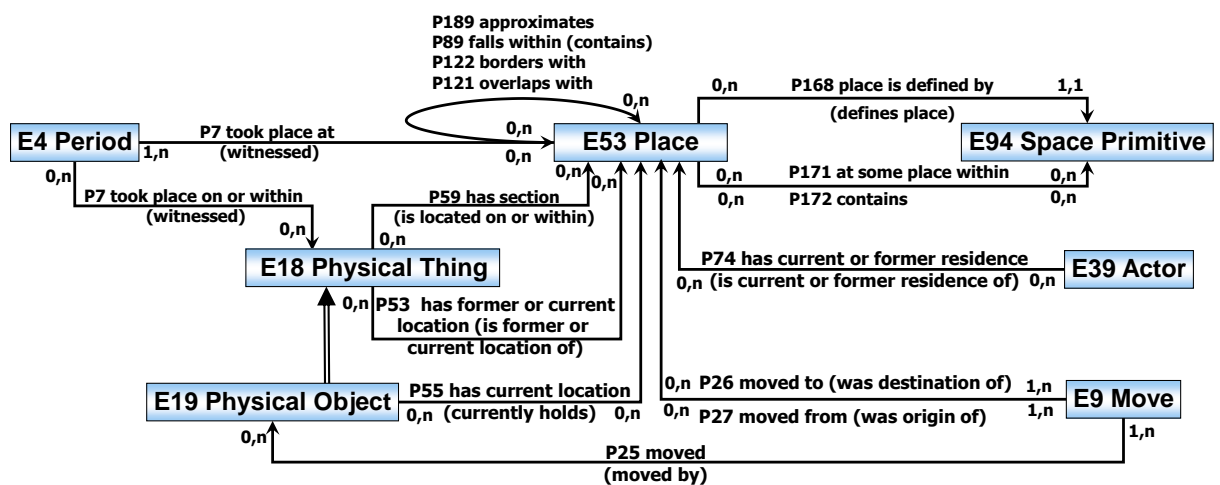 P189 approximates
P89 falls within (contains)
P122 borders with
P121 overlaps with
0,n
0,n
0,n
E4 Period
1,n
P7 took place at
(witnessed)
E53 Place
0,n
P168 place is defined by
1,1
(defines place)
E94 Space Primitive
0,n
P7 took place on or within
(witnessed)
0,n
P59 has section
(is located on or within)
0,n
0,n
0,n
0,n
0,n
P171 at some place within
P172 contains
0,n
0,n
E18 Physical Thing
0,n
P53 has former or current
location (is former or
current location of)
P74 has current or former residence
0,n
(is current or former residence of)
0,n
E39 Actor
E19 Physical Object
P55 has current location
0,n
(currently holds)
0,n
0,n
P26 moved to (was destination of)
1,n
0,n
P27 moved from (was origin of)
1,n
E9 Move
0,n
P25 moved
(moved by)
1,n